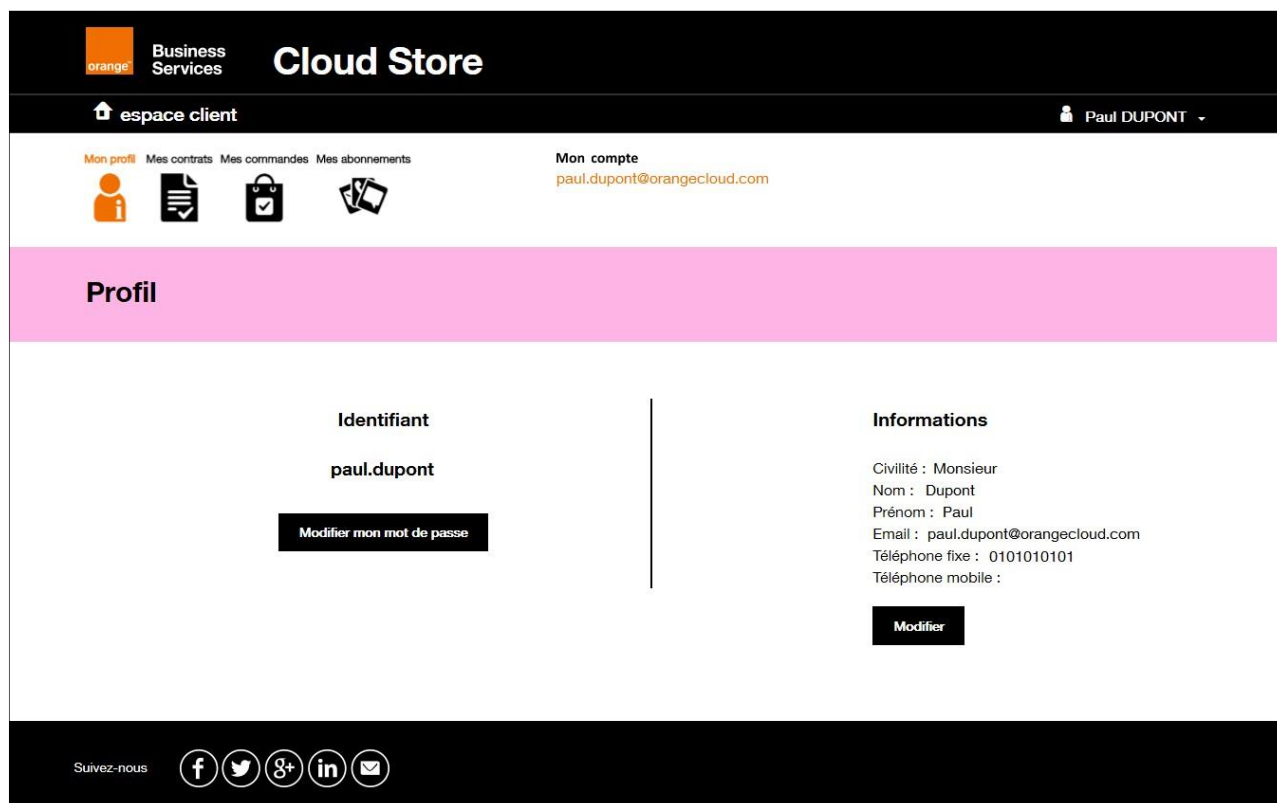 orange™
Business
Services
Cloud Store
espace client
Paul DUPONT
Mon profil Mes contrats Mes commandes Mes abonnements
Mon compte
paul.dupont@orangecloud.com
Profil
Identifiant
paul.dupont
Modifier mon mot de passe
Informations
Civilité : Monsieur
Nom : Dupont
Prénom : Paul
Email : paul.dupont@orangecloud.com
Téléphone fixe : 0101010101
Téléphone mobile :
Modifier
Suivez-nous